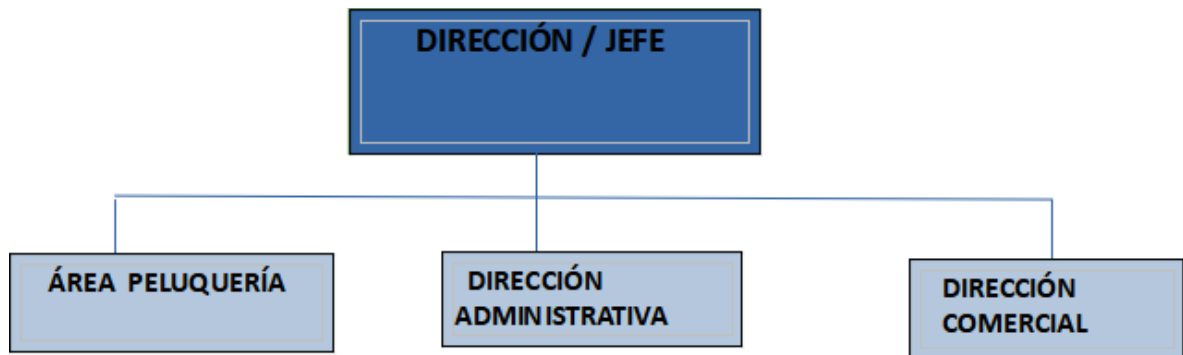 DIRECCIÓN / JEFE
ÁREA PELUQUERÍA
DIRECCIÓN
ADMINISTRATIVA
DIRECCIÓN
COMERCIAL